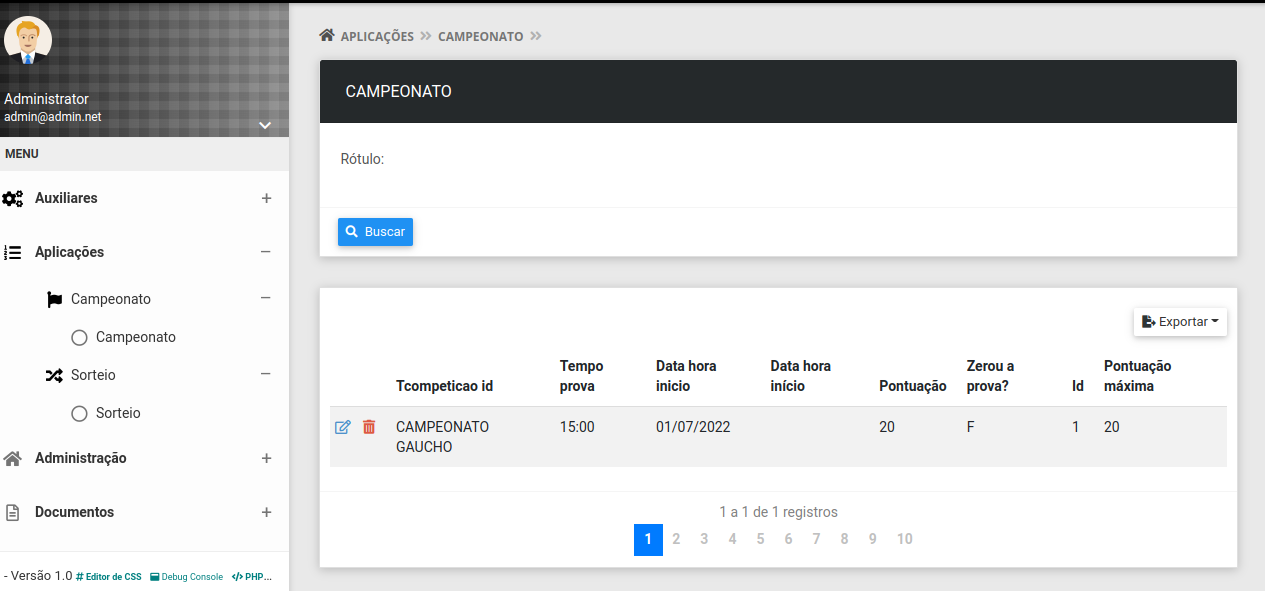 Administrator
admin@admin.net
MENU
Auxiliares
Aplicações
Campeonato
Campeonato
Sorteio
Sorteio
Administração
Documentos
- Versão 1.0 Editor de CSS Debug Console PHP...
APLICAÇÕES CAMPEONATO
CAMPEONATO
Rótulo:
Buscar
Exportar
Tcompeticao id
Tempo
prova
Data hora
inicio
Data hora
início
Pontuação
Zerou a
prova?
Id
Pontuação
máxima
CAMPEONATO
GAUCHO
15:00
01/07/2022
20
F
1
20
1 a 1 de 1 registros
1 2 3 4 5 6 7 8 9 10